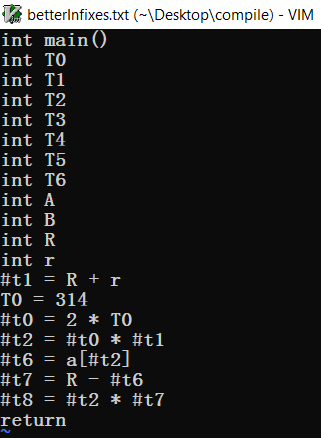 betterInfixes.txt (~\Desktop\compile) - VIM
int main()
int T0
int T1
int T2
int T3
int T4
int T5
int T6
int A
int B
int R
int r
#t1 = R + r
T0 = 314
#t0 = 2 * T0
#t2 = #t0 * #t1
#t6 = a[#t2]
#t7 = R - #t6
#t8 = #t2 * #t7
return
~